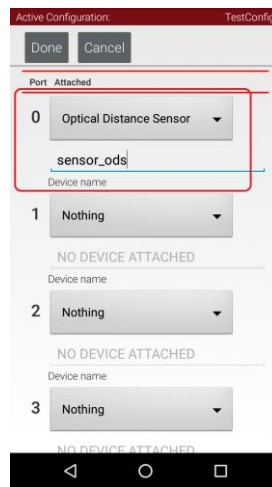 Active Configuration: TestConfig
Done Cancel
Port Attached
0 Optical Distance Sensor
sensor_ods
Device name
1 Nothing
NO DEVICE ATTACHED
Device name
2 Nothing
NO DEVICE ATTACHED
Device name
3 Nothing
NO DEVICE ATTACHED